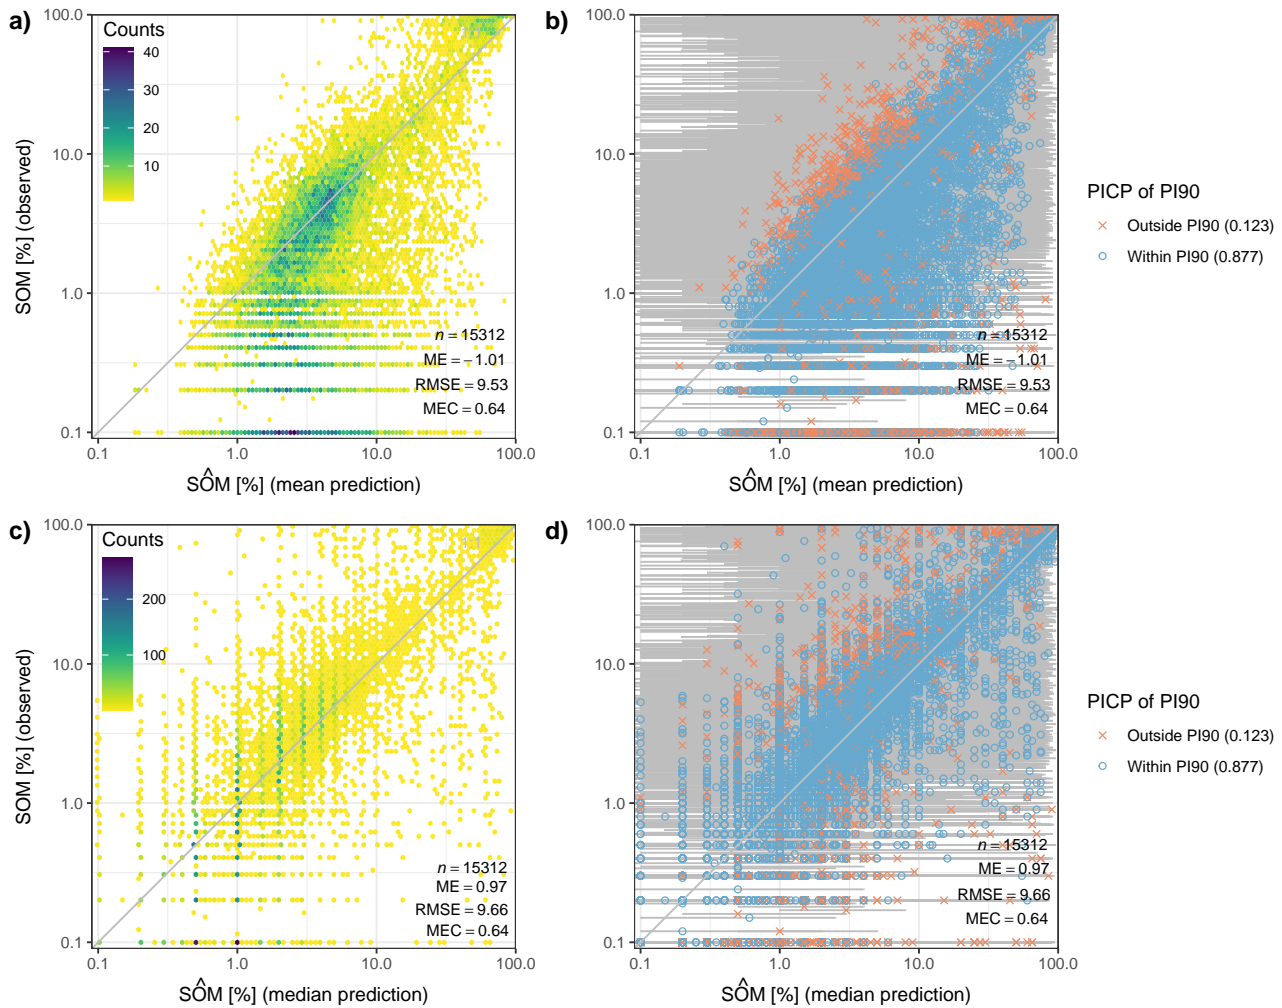 a)
Counts
40
30
20
10
100.0
10.0
1.0
0.1
SOM [%] (observed)
n = 15312
ME = −1.01
RMSE = 9.53
MEC = 0.64
0.1 1.0 10.0 100.0
SÔM [%] (mean prediction)
b)
100.0
10.0
1.0
0.1
n = 15312
ME = −1.01
RMSE = 9.53
MEC = 0.64
0.1 1.0 10.0 100.0
SÔM [%] (mean prediction)
PICP of PI90
Outside PI90 (0.123)
Within PI90 (0.877)
c)
Counts
200
100
100.0
10.0
1.0
0.1
SOM [%] (observed)
n = 15312
ME = 0.97
RMSE = 9.66
MEC = 0.64
0.1 1.0 10.0 100.0
SÔM [%] (median prediction)
d)
100.0
10.0
1.0
0.1
n = 15312
ME = 0.97
RMSE = 9.66
MEC = 0.64
0.1 1.0 10.0 100.0
SÔM [%] (median prediction)
PICP of PI90
Outside PI90 (0.123)
Within PI90 (0.877)